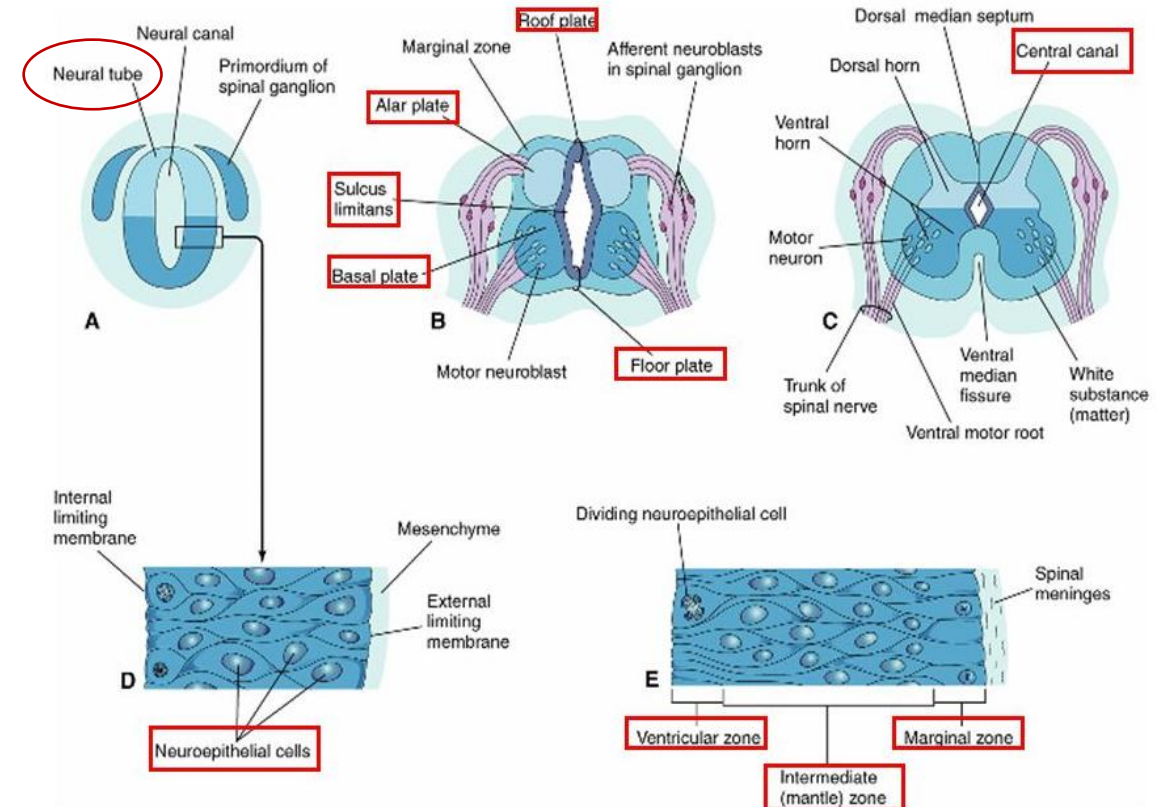 Neural canal
Neural tube
Primordium of
spinal ganglion
A
Roof plate
Marginal zone
Afferent neuroblasts
in spinal ganglion
Alar plate
Sulcus
limitans
Basal plate
B
Motor neuroblast
Floor plate
Dorsal median septum
Central canal
Dorsal horn
Ventral
horn
Motor
neuron
C
Trunk of
spinal nerve
Ventral
median
fissure
White
substance
(matter)
Ventral motor root
Internal
limiting
membrane
Mesenchyme
External
limiting
membrane
D
Neuroepithelial cells
Dividing neuroepithelial cell
Spinal
meninges
E
Ventricular zone
Marginal zone
Intermediate
(mantle) zone